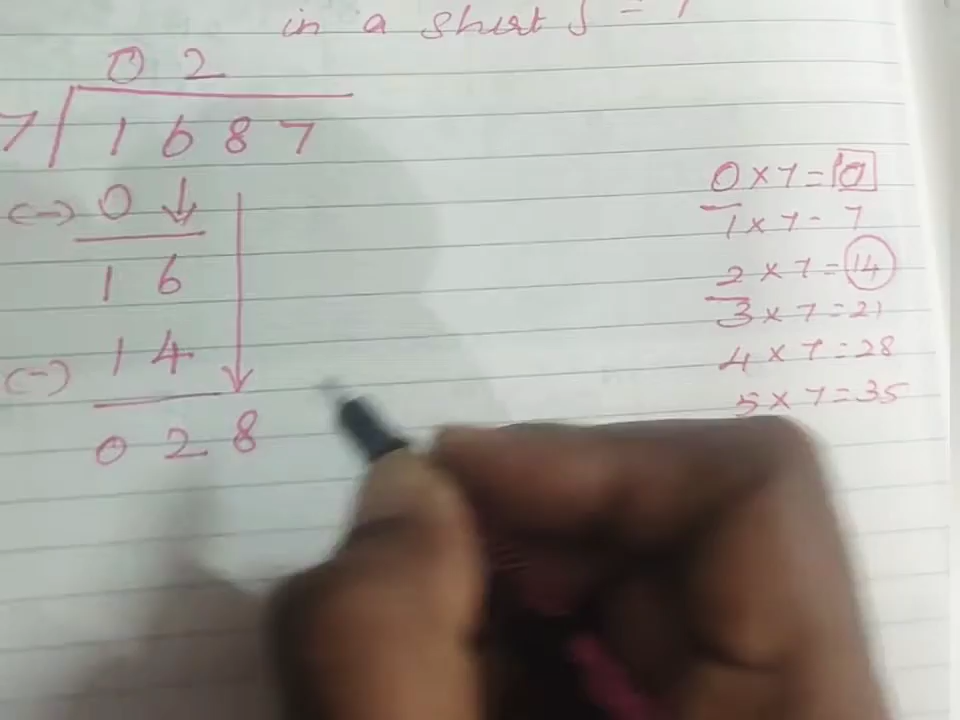 in a short f = 1
0 2
7 1 6 8 7
(-) 0
1 6
(-) 1 4
0 2 8
0 x 7 = 0
1 x 7 - 7
2 x 7 = 14
3 x 7 = 21
4 x 7 = 28
5 x 7 = 35